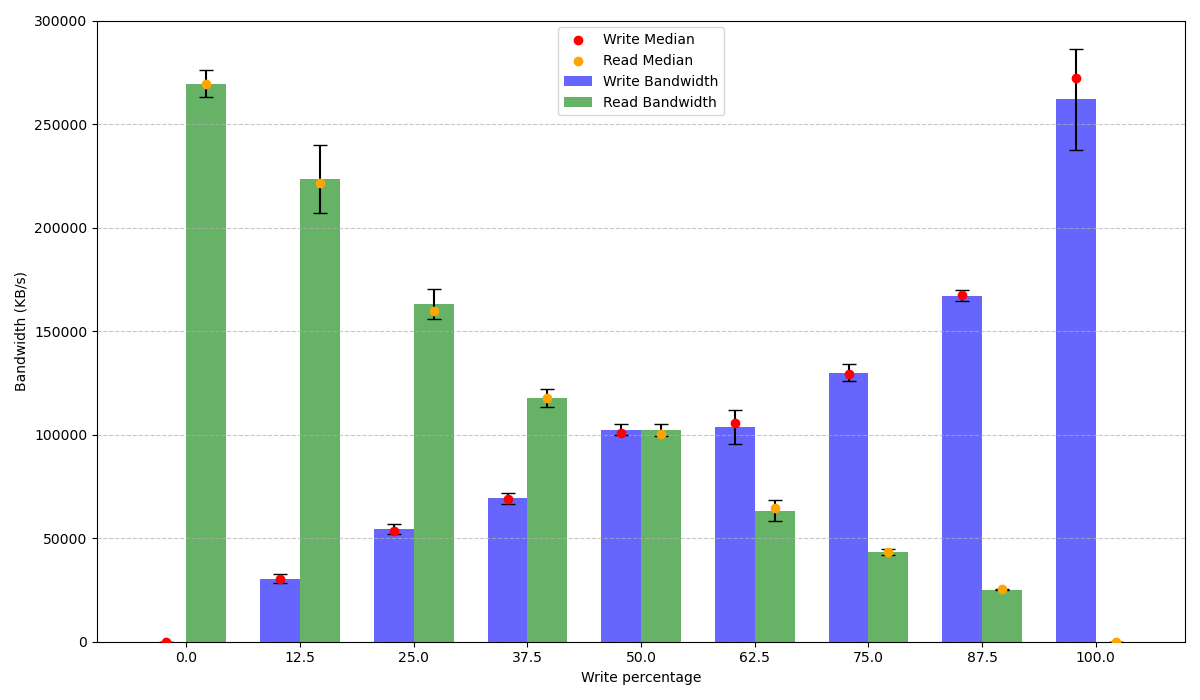 300000
250000
200000
150000
100000
50000
0
Bandwidth (KB/s)
Write Median
Read Median
Write Bandwidth
Read Bandwidth
0.0 12.5 25.0 37.5 50.0 62.5 75.0 87.5 100.0
Write percentage